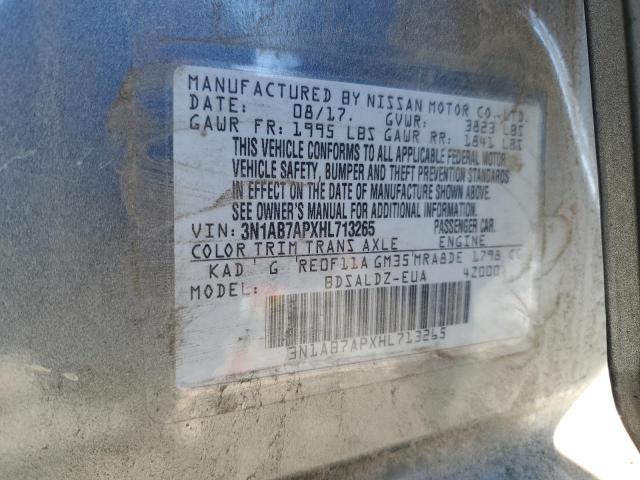 MANUFACTURED BY NISSAN MOTOR CO., LTD.
DATE: 08/17. GVWR: 3823 LBS
GAWR FR: 1995 LBS GAWR RR: 1841 LBS
THIS VEHICLE CONFORMS TO ALL APPLICABLE FEDERAL MOTOR
VEHICLE SAFETY, BUMPER AND THEFT PREVENTION STANDARDS
IN EFFECT ON THE DATE OF MANUFACTURE SHOWN ABOVE.
SEE OWNER'S MANUAL FOR ADDITIONAL INFORMATION.
VIN: 3N1AB7APXHL713265 PASSENGER CAR.
COLOR TRIM TRANS AXLE ENGINE
KAD G RE0F11A GM35 MRA8DE 1798 CC
MODEL: BDSALDZ-EUA 42000
3N1AB7APXHL713265